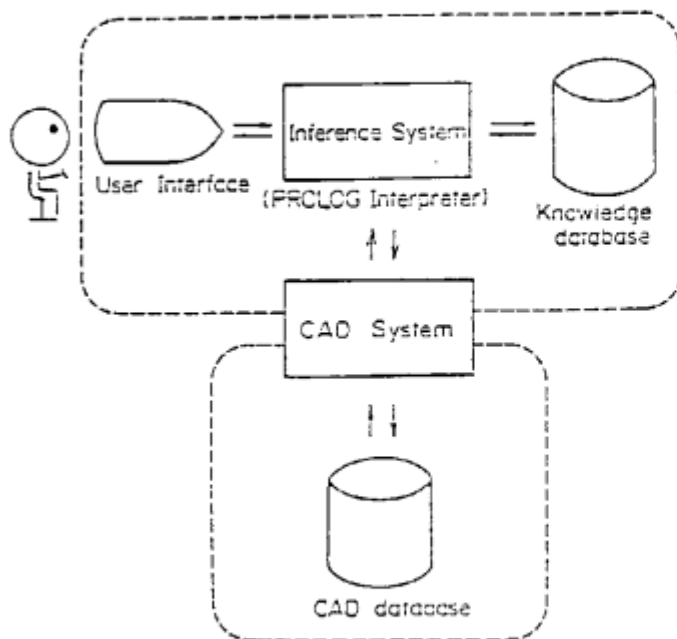 Inference System
User Interface
(PROLOG Interpreter)
Knowledge
database
CAD System
CAD database